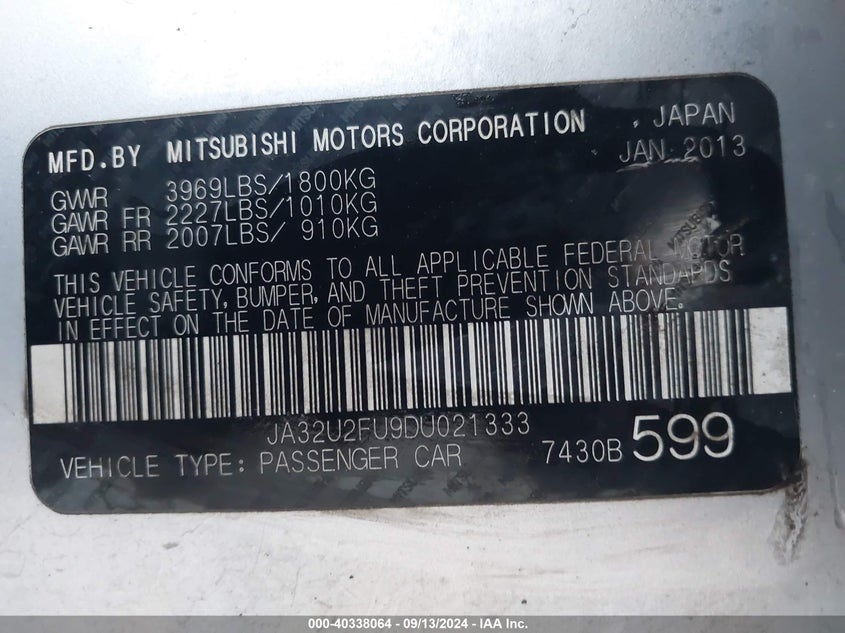 MFD.BY MITSUBISHI MOTORS CORPORATION JAPAN
JAN 2013
GVWR 3969LBS/1800KG
GAWR FR 2227LBS/1010KG
GAWR RR 2007LBS/ 910KG
THIS VEHICLE CONFORMS TO ALL APPLICABLE FEDERAL MOTOR
VEHICLE SAFETY, BUMPER, AND THEFT PREVENTION STANDARDS
IN EFFECT ON THE DATE OF MANUFACTURE SHOWN ABOVE.
JA32U2FU9DU021333
VEHICLE TYPE: PASSENGER CAR 7430B 599
000-40338064 - 09/13/2024 - IAA Inc.